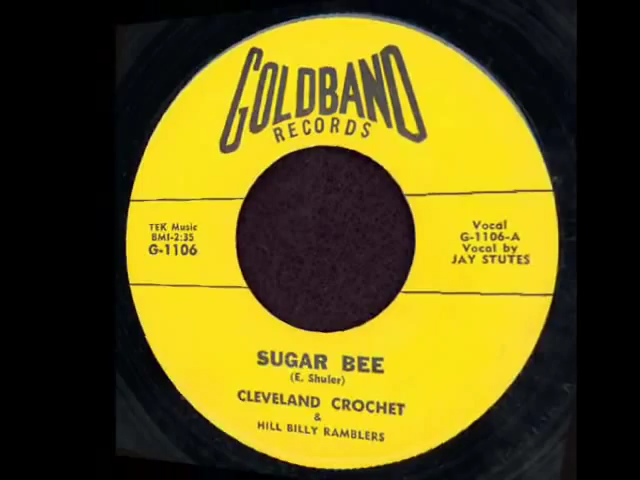 GOLDBAND
RECORDS
TEK Music
BMI-2:35
G-1106
Vocal
G-1106-A
Vocal by
JAY STUTES
SUGAR BEE
(E. Shuler)
CLEVELAND CROCHET
&
HILL BILLY RAMBLERS